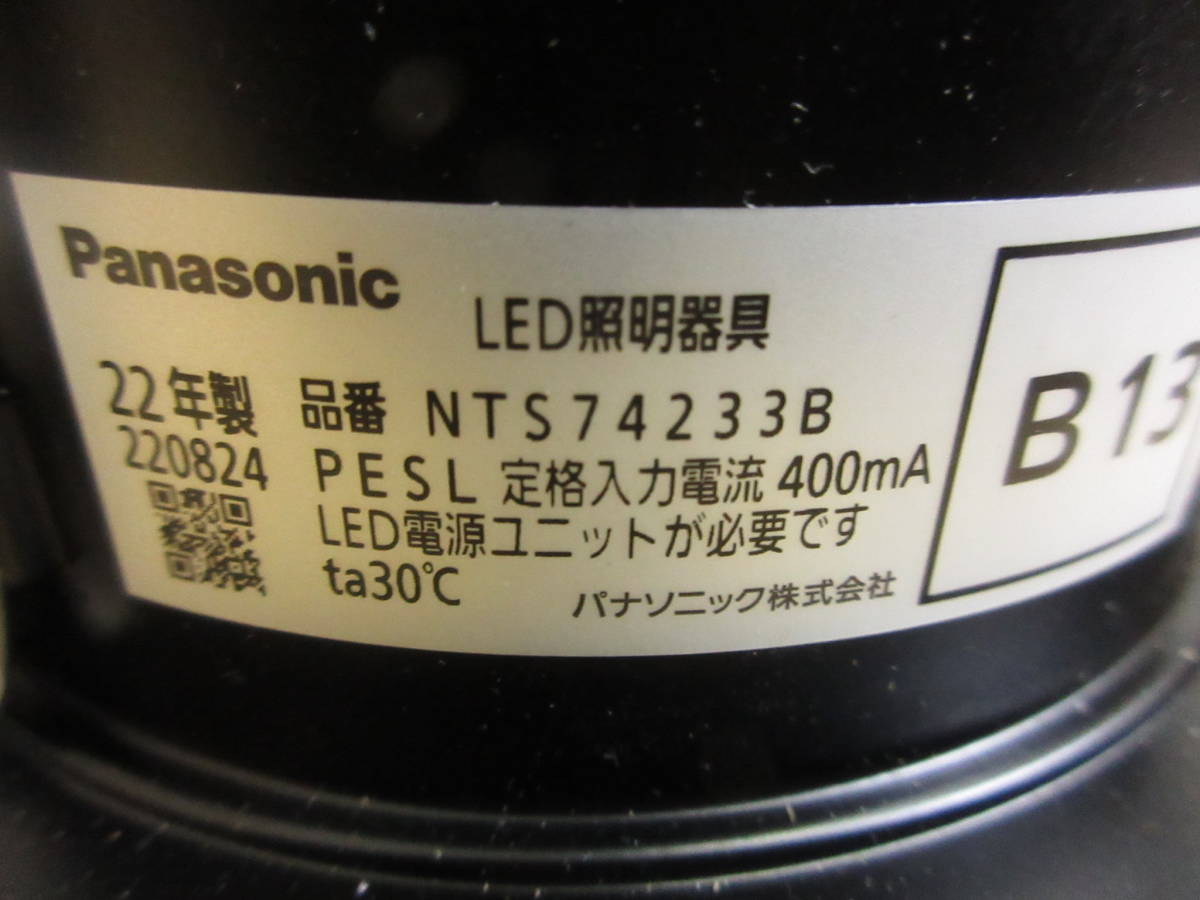 Panasonic
LED照明器具
22年製 品番 NTS74233B
220824 PESL 定格入力電流 400mA
LED電源ユニットが必要です
ta30℃
パナソニック株式会社
B 13